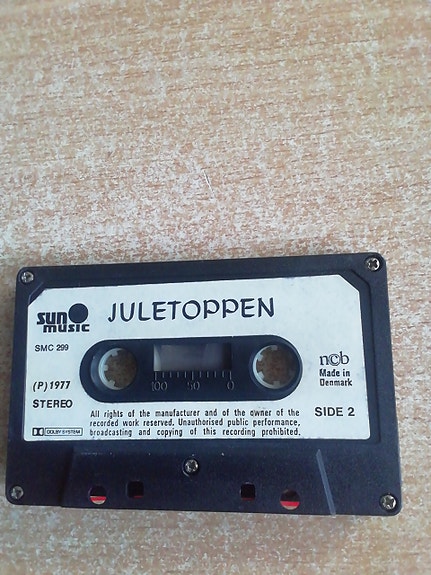 sun music
JULETOPPEN
SMC 299
ncb
Made in
Denmark
100 50 0
(P) 1977
STEREO
SIDE 2
DOLBY SYSTEM
All rights of the manufacturer and of the owner of the
recorded work reserved. Unauthorised public performance,
broadcasting and copying of this recording prohibited.